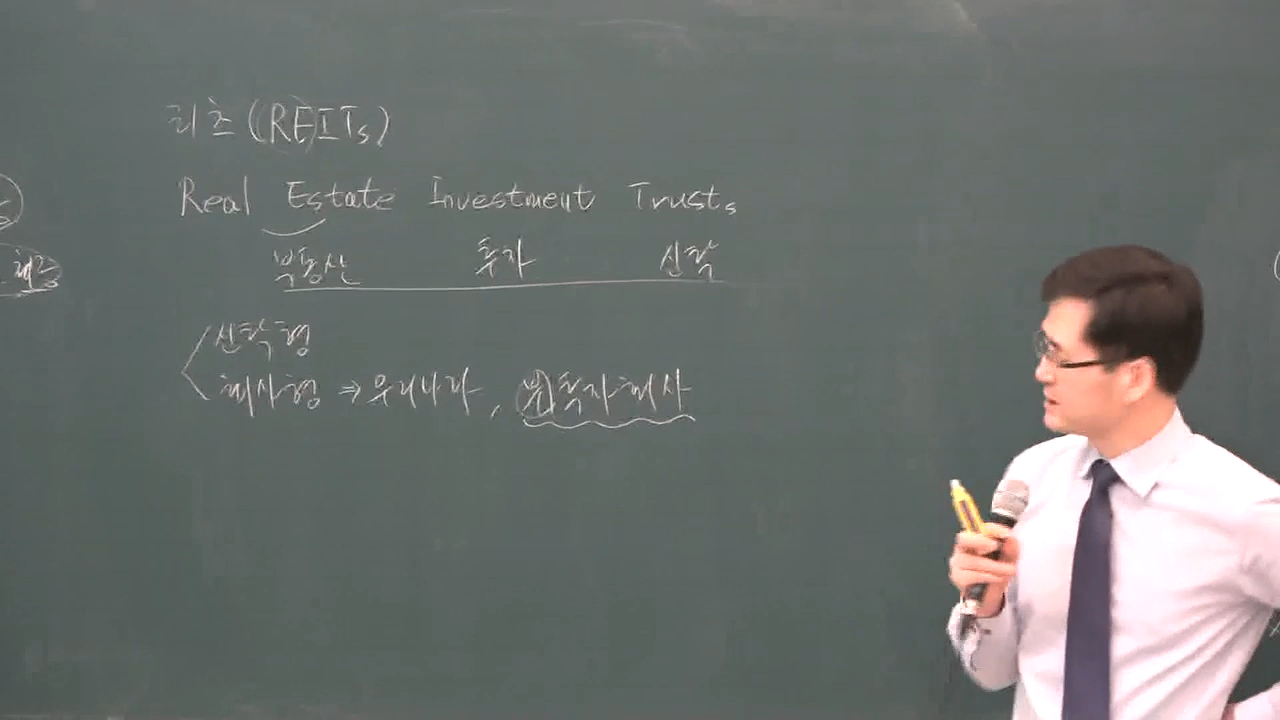 리츠(REITs)
Real Estate Investment Trusts
부동산 투자 신탁
신탁형
회사형 ⇒ 우리나라, 부투자회사